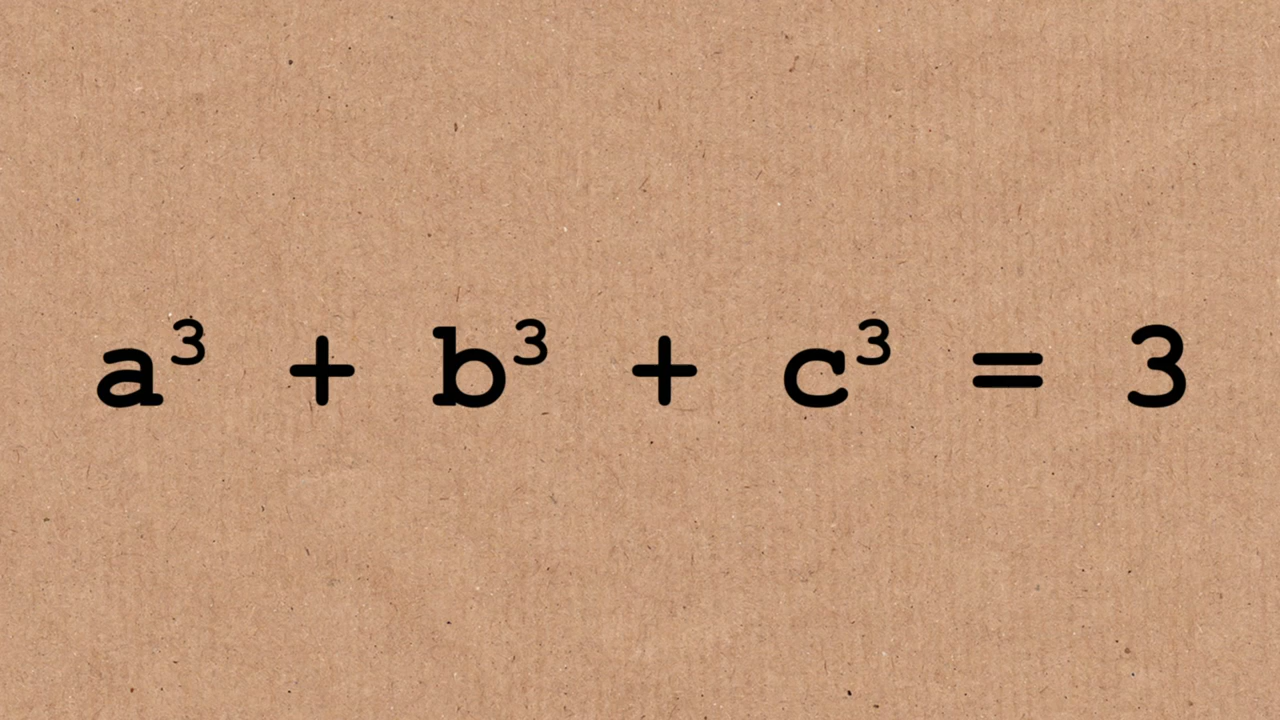 a³ + b³ + c³ = 3